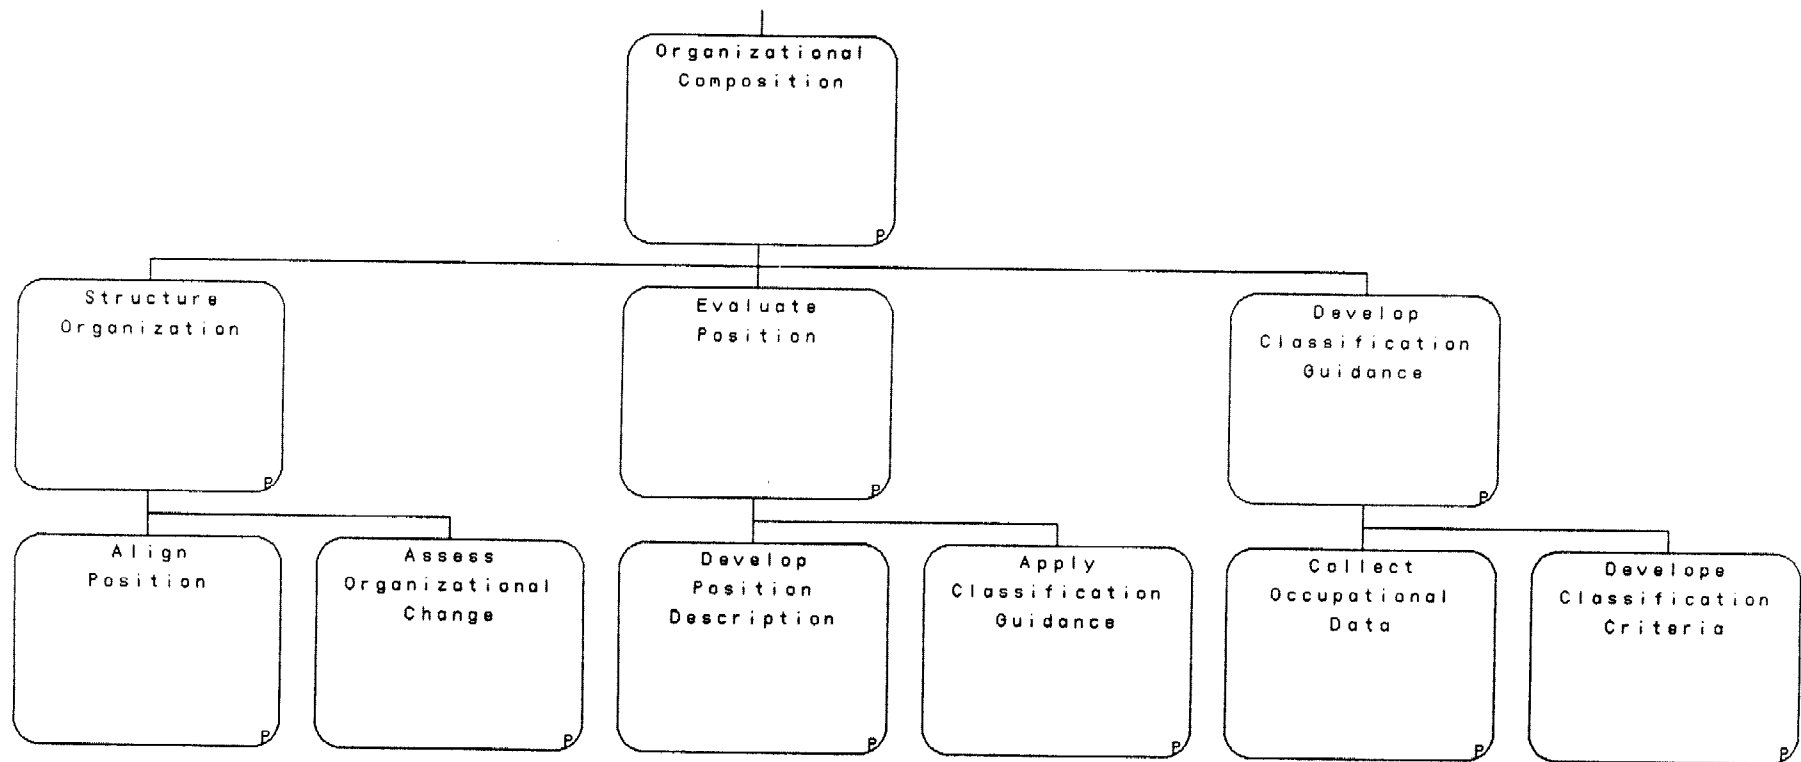 Organizational
Composition
P
Structure
Organization
P
Evaluate
Position
P
Develop
Classification
Guidance
P
Align
Position
P
Assess
Organizational
Change
P
Develop
Position
Description
P
Apply
Classification
Guidance
P
Collect
Occupational
Data
P
Develope
Classification
Criteria
P